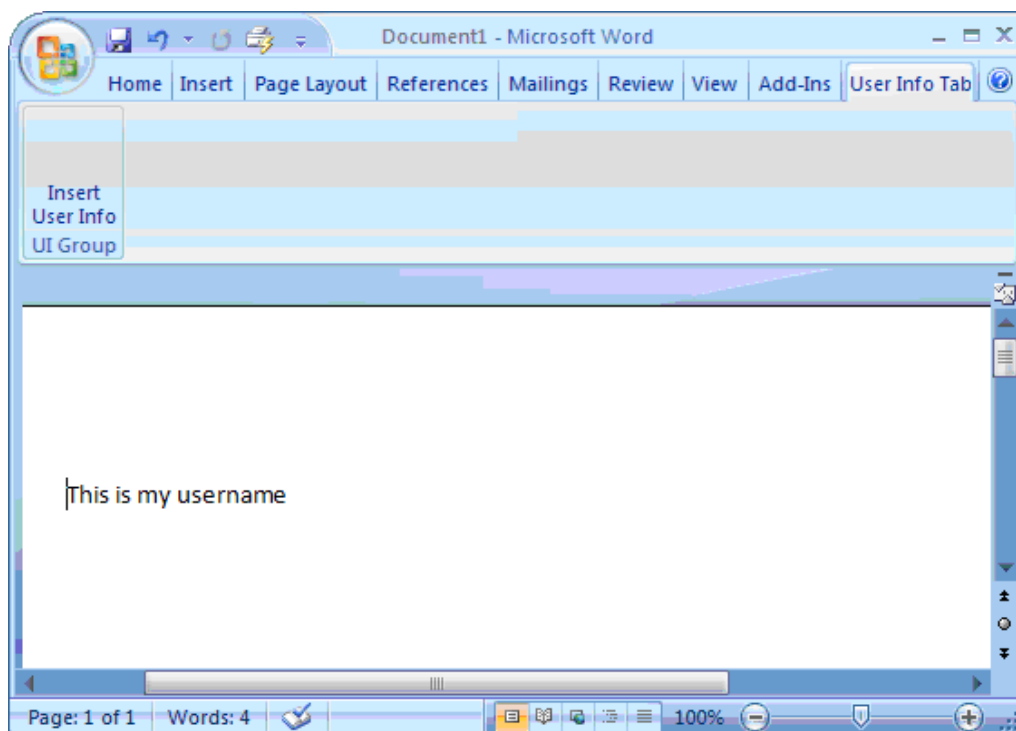 Document1 - Microsoft Word
Home Insert Page Layout References Mailings Review View Add-Ins User Info Tab
Insert
User Info
UI Group
This is my username
Page: 1 of 1 Words: 4 100%